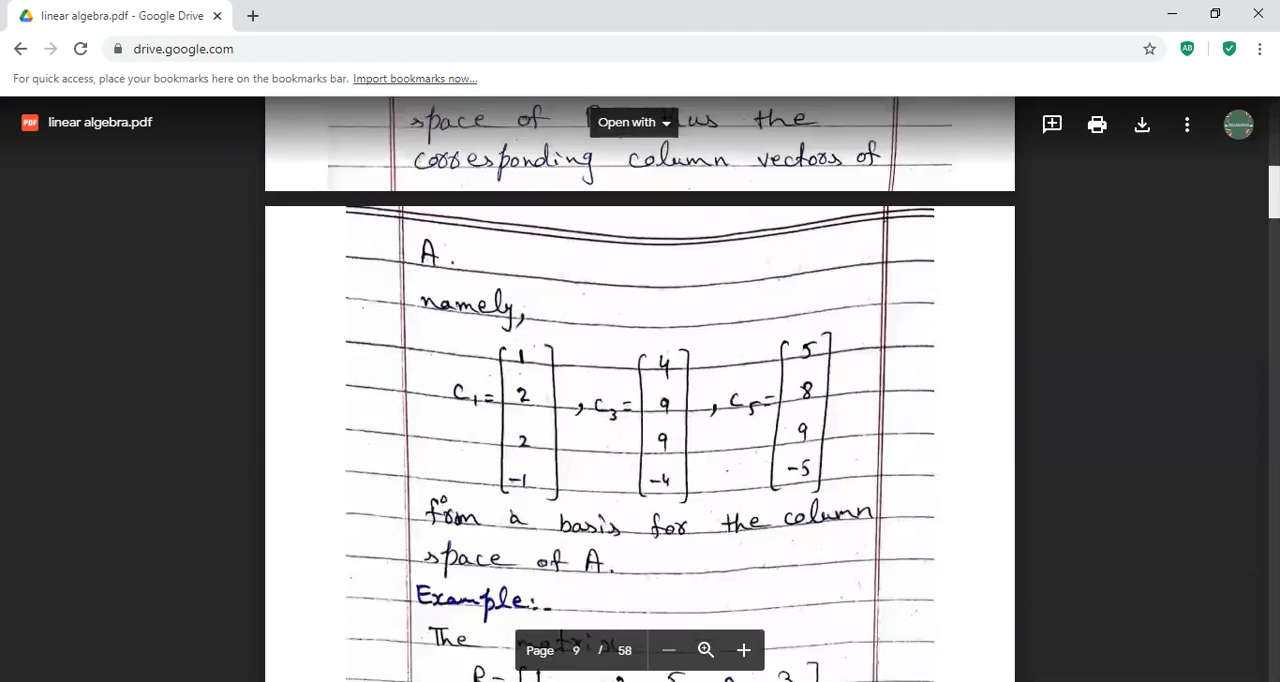 linear algebra.pdf - Google Drive
drive.google.com
For quick access, place your bookmarks here on the bookmarks bar. Import bookmarks now...
PDF linear algebra.pdf
Open with
space of the
corresponding column vectors of
A.
namely,
C1 = [1 2 2 -1], C3 = [4 9 9 -4], C5 = [5 8 9 -5]
from a basis for the column
space of A.
Example:-
The
Page 9 / 58